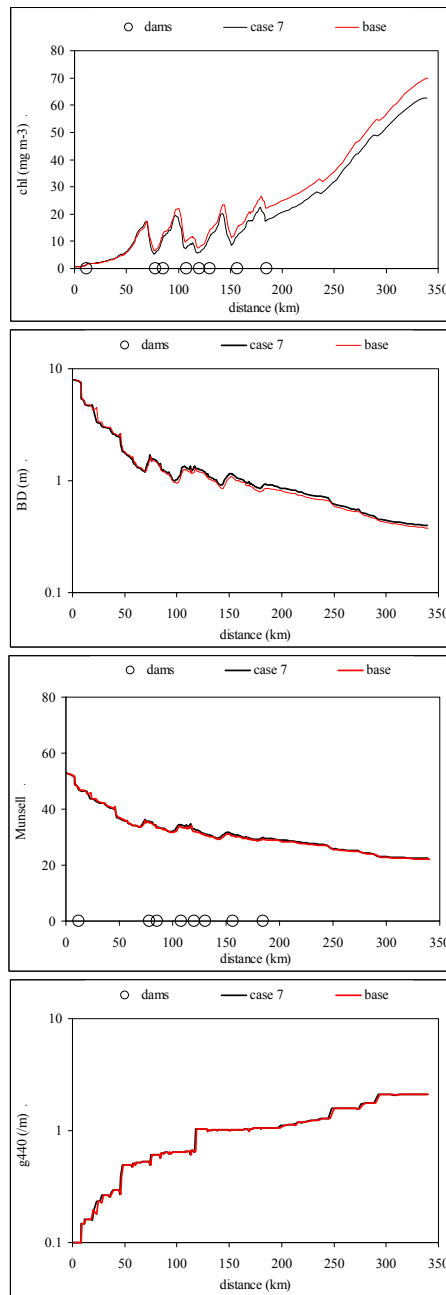 dams case 7 base
80
70
60
50
40
30
20
10
0
chl (mg m-3) .
0 50 100 150 200 250 300 350
distance (km)
dams case 7 base
10
1
0.1
BD (m) .
0 50 100 150 200 250 300 350
distance (km)
dams case 7 base
80
60
40
20
0
Munsell .
0 50 100 150 200 250 300 350
distance (km)
dams case 7 base
10
1
0.1
g440 (/m) .
0 50 100 150 200 250 300 350
distance (km)